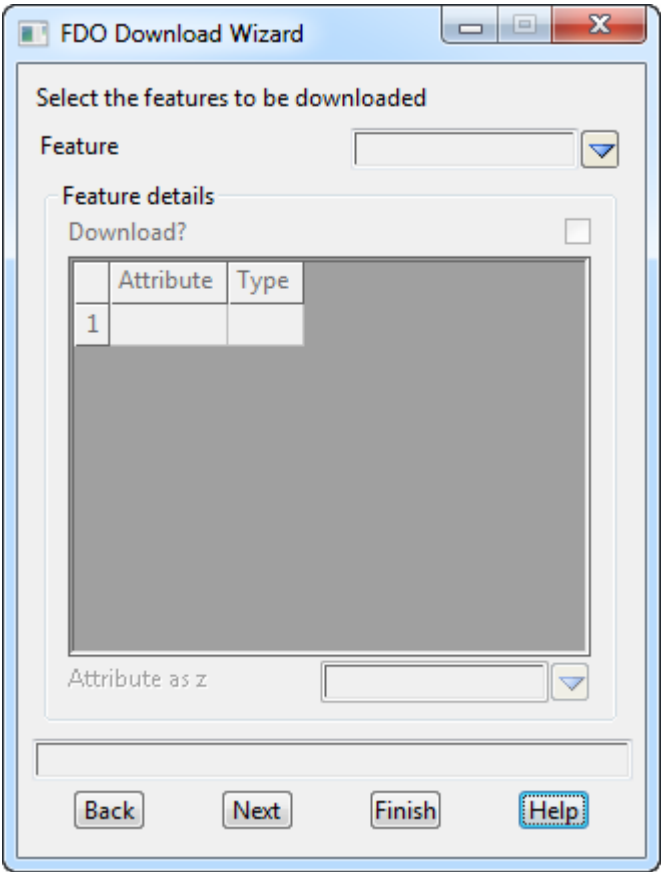 FDO Download Wizard
Select the features to be downloaded
Feature
Feature details
Download?
Attribute Type
1
Attribute as z
Back Next Finish Help